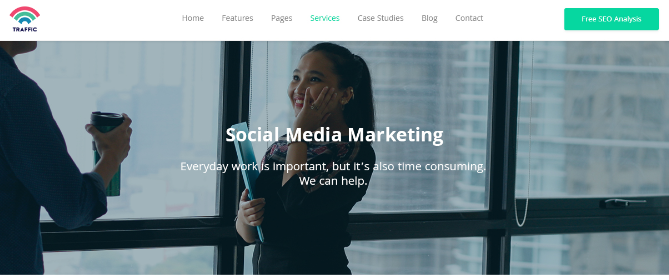 TRAFFIC
Home Features Pages Services Case Studies Blog Contact
Free SEO Analysis
Social Media Marketing
Everyday work is important, but it's also time consuming.
We can help.